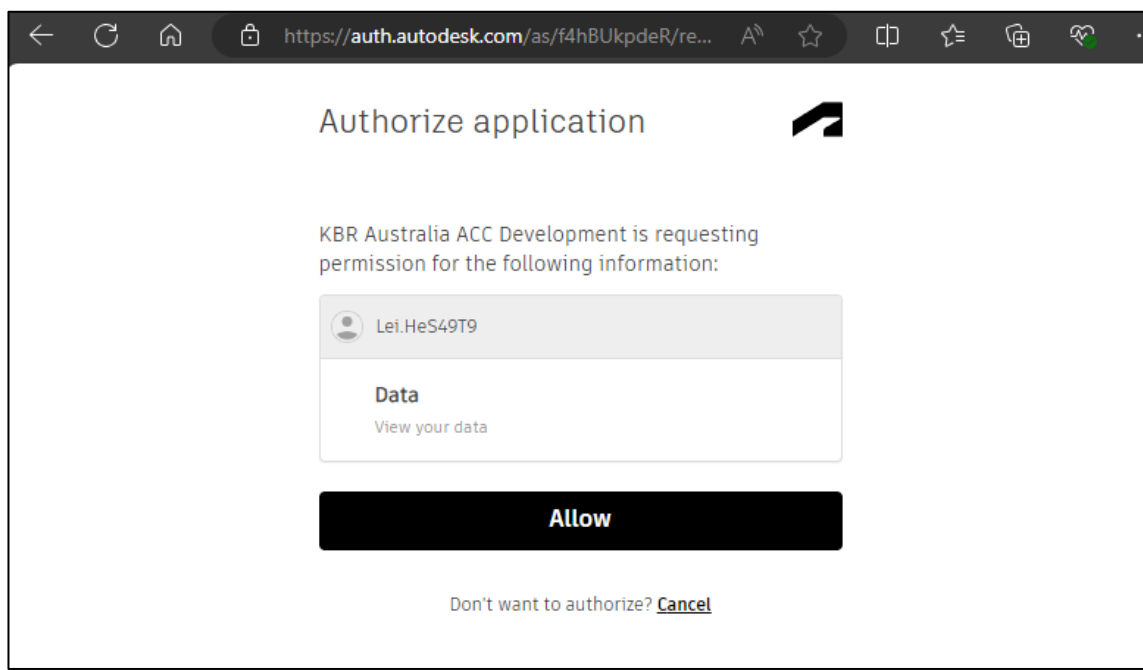 https://auth.autodesk.com/as/f4hBUkpdeR/re...
Authorize application
KBR Australia ACC Development is requesting
permission for the following information:
Lei.HeS49T9
Data
View your data
Allow
Don't want to authorize? Cancel